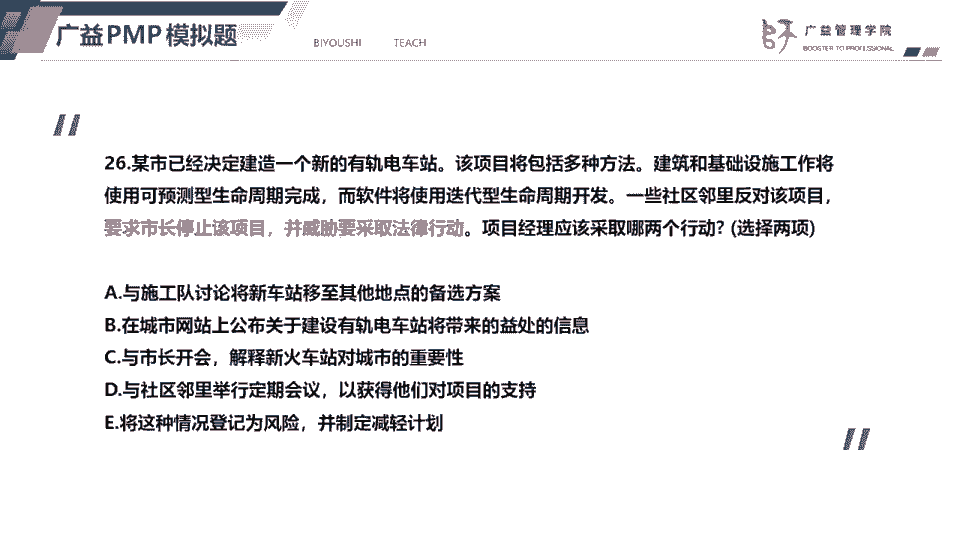 广益PMP模拟题
BIYOUSHI TEACH
广益管理学院
BOOSTER TO PROFESSIONAL
26.某市已经决定建造一个新的有轨电车站。该项目将包括多种方法。建筑和基础设施工作将
使用可预测型生命周期完成，而软件将使用迭代型生命周期开发。一些社区邻里反对该项目，
要求市长停止该项目，并威胁要采取法律行动。项目经理应该采取哪两个行动? (选择两项)
A.与施工队讨论将新车站移至其他地点的备选方案
B.在城市网站上公布关于建设有轨电车站将带来的益处的信息
C.与市长开会，解释新火车站对城市的重要性
D.与社区邻里举行定期会议，以获得他们对项目的支持
E.将这种情况登记为风险，并制定减轻计划